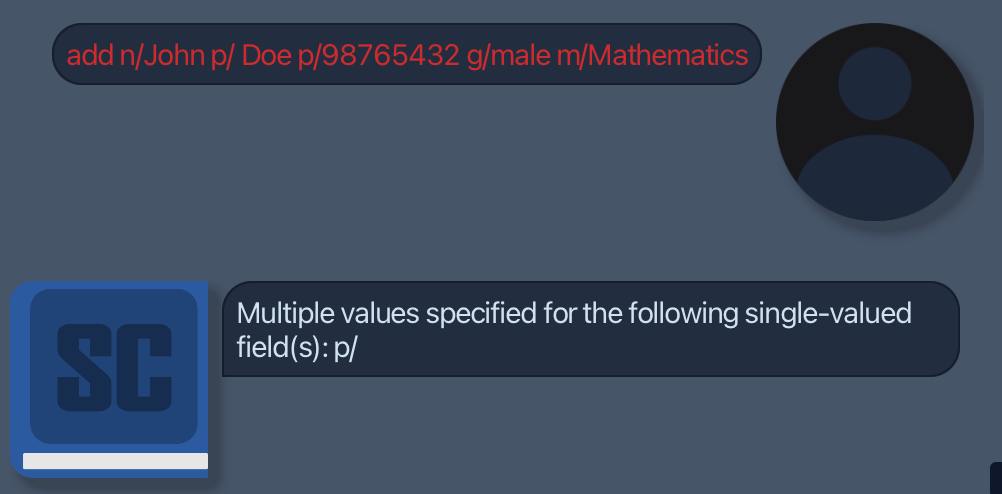 add n/John p/ Doe p/98765432 g/male m/Mathematics
SC
Multiple values specified for the following single-valued
field(s): p/